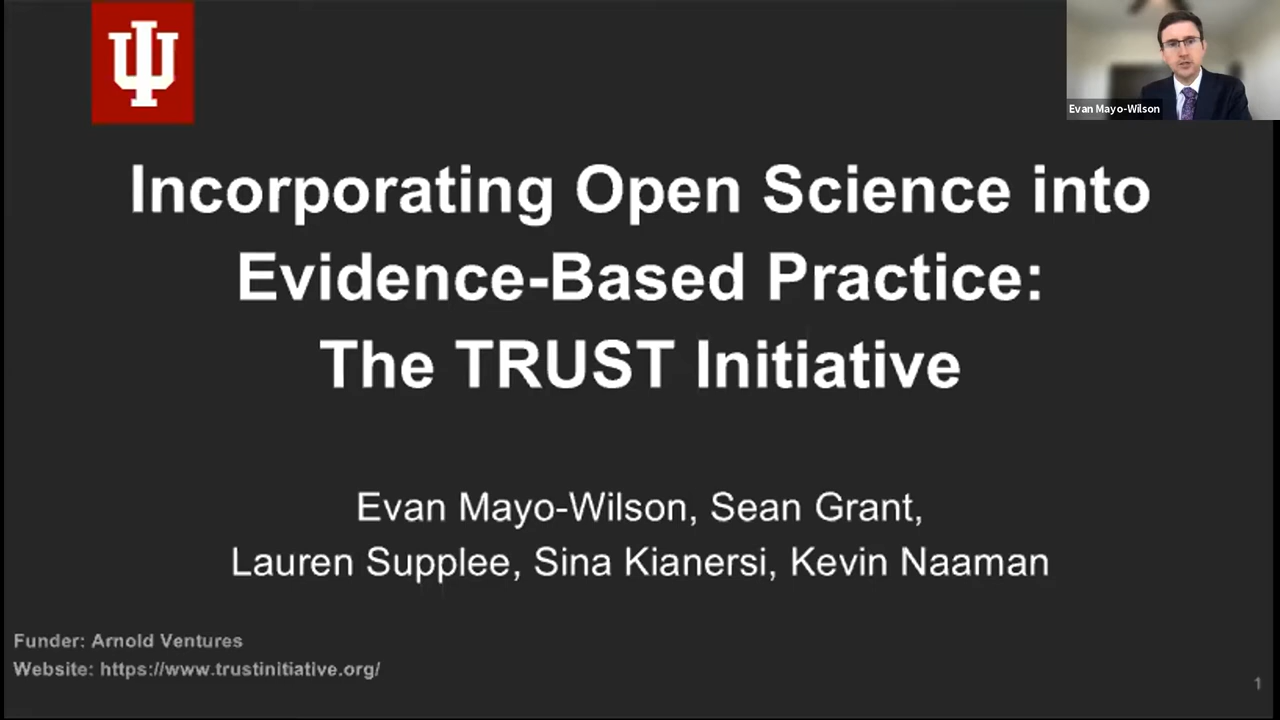 Evan Mayo-Wilson
Incorporating Open Science into
Evidence-Based Practice:
The TRUST Initiative
Evan Mayo-Wilson, Sean Grant,
Lauren Supplee, Sina Kianersi, Kevin Naaman
Funder: Arnold Ventures
Website: https://www.trustinitiative.org/
1